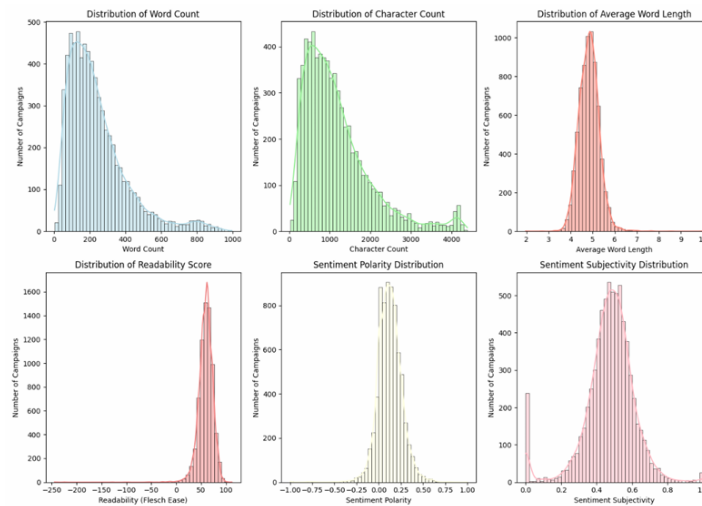 Distribution of Word Count
Number of Campaigns
500
400
300
200
100
0
0 200 400 600 800 1000
Word Count
Distribution of Character Count
Number of Campaigns
400
300
200
100
0
0 1000 2000 3000 4000
Character Count
Distribution of Average Word Length
Number of Campaigns
1000
800
600
400
200
0
2 3 4 5 6 7 8 9
Average Word Length
Distribution of Readability Score
Number of Campaigns
1600
1400
1200
1000
800
600
400
200
0
−250 −200 −150 −100 −50 0 50 100
Readability (Flesch Ease)
Sentiment Polarity Distribution
Number of Campaigns
800
600
400
200
0
−1.00 −0.75 −0.50 −0.25 0.00 0.25 0.50 0.75 1.00
Sentiment Polarity
Sentiment Subjectivity Distribution
Number of Campaigns
500
400
300
200
100
0
0.0 0.2 0.4 0.6 0.8
Sentiment Subjectivity